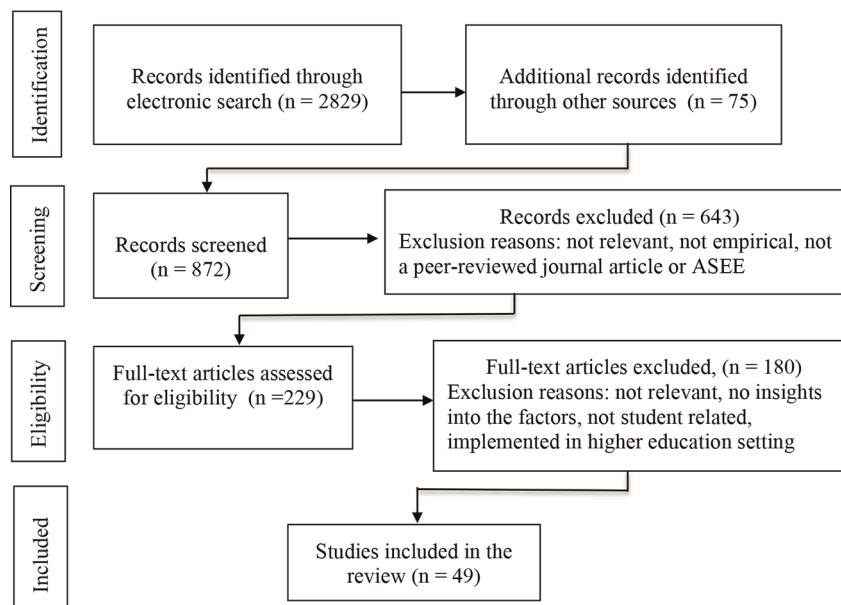 Identification
Records identified through
electronic search (n = 2829)
Additional records identified
through other sources (n = 75)
Screening
Records screened
(n = 872)
Records excluded (n = 643)
Exclusion reasons: not relevant, not empirical, not
a peer-reviewed journal article or ASEE
Eligibility
Full-text articles assessed
for eligibility (n =229)
Full-text articles excluded, (n = 180)
Exclusion reasons: not relevant, no insights
into the factors, not student related,
implemented in higher education setting
Included
Studies included in the
review (n = 49)